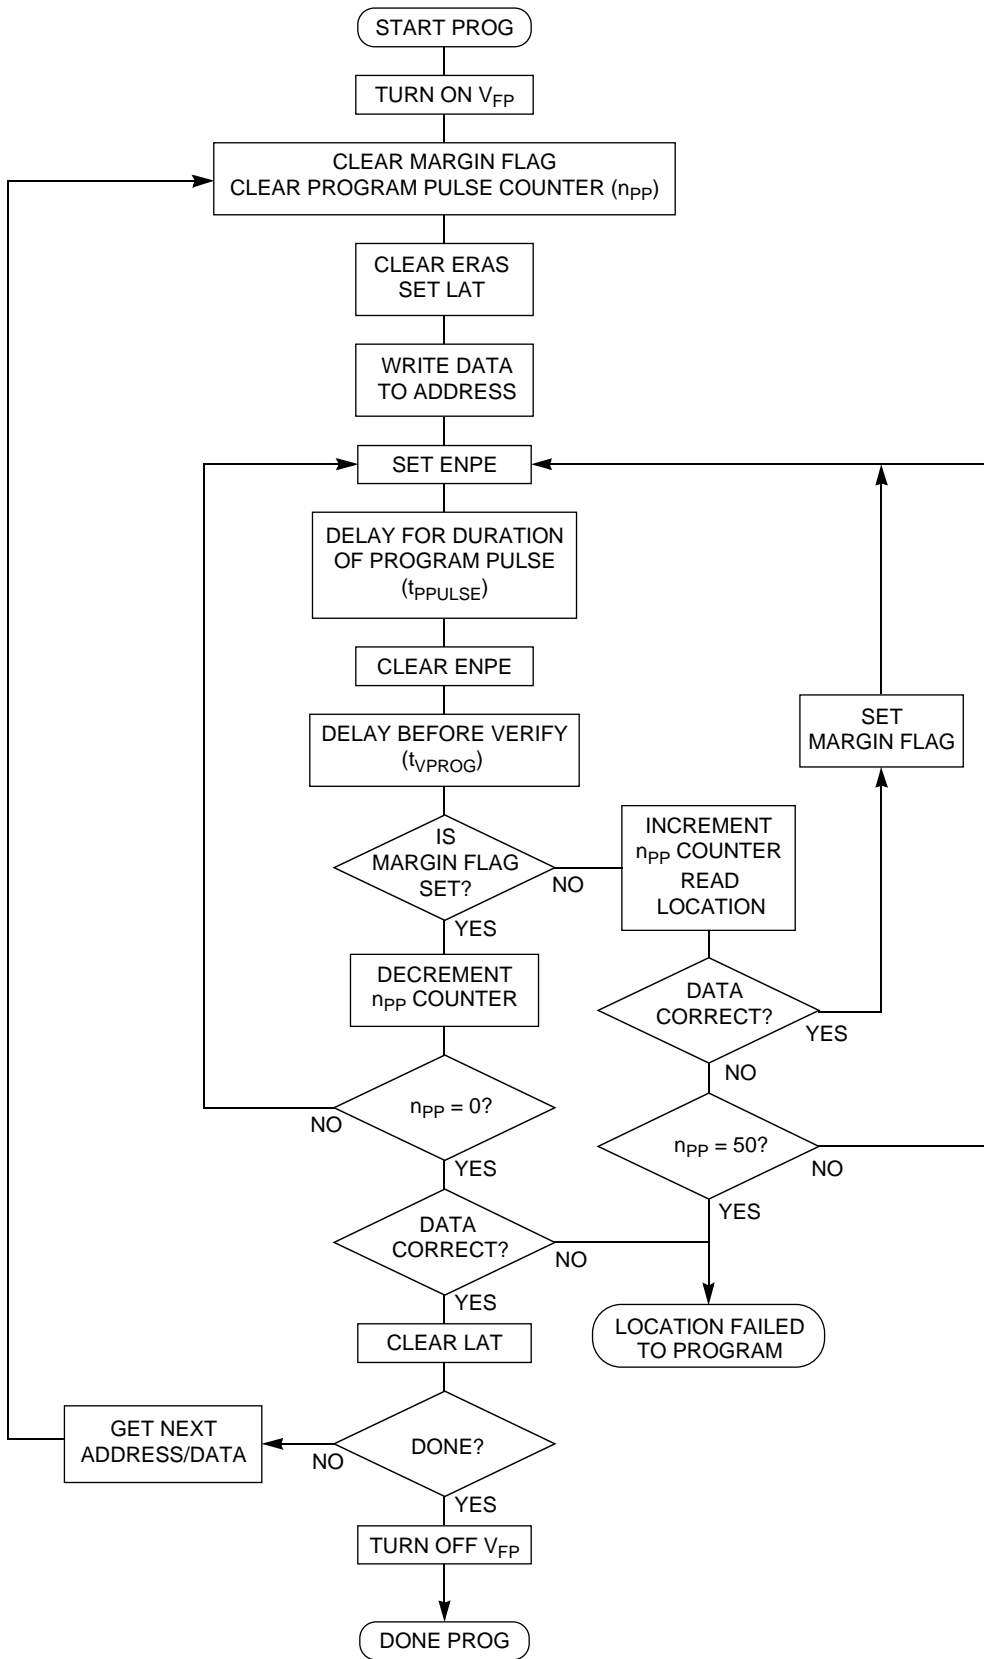 START PROG
TURN ON VFP
CLEAR MARGIN FLAG
CLEAR PROGRAM PULSE COUNTER (nPP)
CLEAR ERAS
SET LAT
WRITE DATA
TO ADDRESS
SET ENPE
DELAY FOR DURATION
OF PROGRAM PULSE
(tPPULSE)
CLEAR ENPE
DELAY BEFORE VERIFY
(tVPROG)
SET
MARGIN FLAG
IS
MARGIN FLAG
SET?
NO
YES
INCREMENT
nPP COUNTER
READ
LOCATION
DECREMENT
nPP COUNTER
DATA
CORRECT?
YES
NO
nPP = 0?
NO
YES
nPP = 50?
NO
YES
DATA
CORRECT?
NO
YES
LOCATION FAILED
TO PROGRAM
CLEAR LAT
GET NEXT
ADDRESS/DATA
DONE?
NO
YES
TURN OFF VFP
DONE PROG